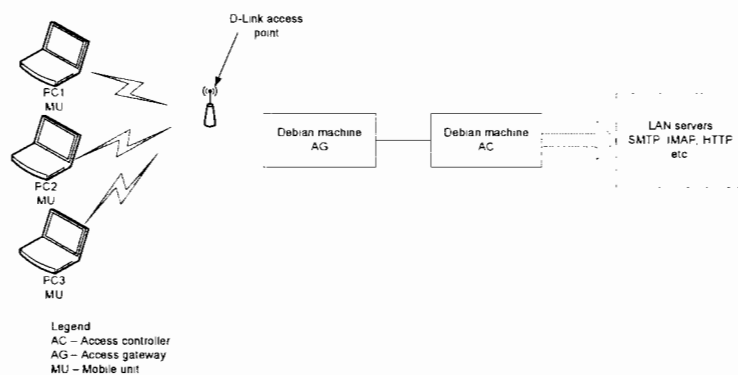 D-Link access
point
PC1
MU
PC2
MU
PC3
MU
Debian machine
AG
Debian machine
AC
LAN servers
SMTP, IMAP, HTTP
etc
Legend
AC – Access controller
AG – Access gateway
MU – Mobile unit